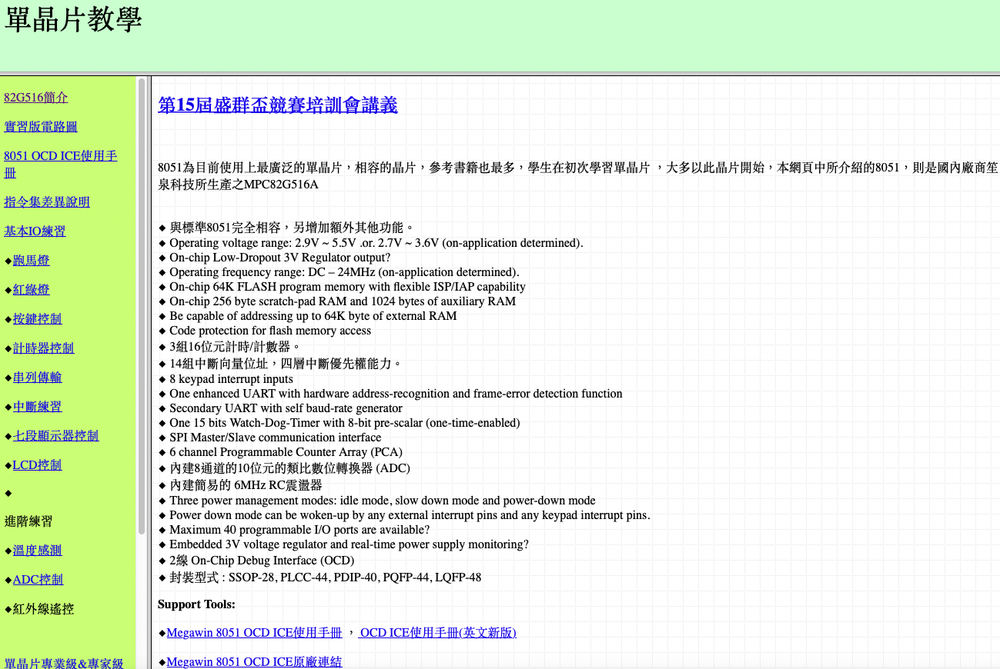 單晶片教學
82G516簡介
實習版電路圖
8051 OCD ICE使用手
冊
指令集差異說明
基本IO練習
◆跑馬燈
◆紅綠燈
◆按鍵控制
◆計時器控制
◆串列傳輸
◆中斷練習
◆七段顯示器控制
◆LCD控制
◆
進階練習
◆溫度感測
◆ADC控制
◆紅外線遙控
單晶片專業級&專家級
第15屆盛群盃競賽培訓會講義
8051為目前使用上最廣泛的單晶片，相容的晶片，參考書籍也最多，學生在初次學習單晶片 ，大多以此晶片開始，本網頁中所介紹的8051，則是國內廠商笙
泉科技所生產之MPC82G516A
◆ 與標準8051完全相容，另增加額外其他功能。
◆ Operating voltage range: 2.9V ~ 5.5V .or. 2.7V ~ 3.6V (on-application determined).
◆ On-chip Low-Dropout 3V Regulator output?
◆ Operating frequency range: DC – 24MHz (on-application determined).
◆ On-chip 64K FLASH program memory with flexible ISP/IAP capability
◆ On-chip 256 byte scratch-pad RAM and 1024 bytes of auxiliary RAM
◆ Be capable of addressing up to 64K byte of external RAM
◆ Code protection for flash memory access
◆ 3組16位元計時/計數器。
◆ 14組中斷向量位址，四層中斷優先權能力。
◆ 8 keypad interrupt inputs
◆ One enhanced UART with hardware address-recognition and frame-error detection function
◆ Secondary UART with self baud-rate generator
◆ One 15 bits Watch-Dog-Timer with 8-bit pre-scalar (one-time-enabled)
◆ SPI Master/Slave communication interface
◆ 6 channel Programmable Counter Array (PCA)
◆ 內建8通道的10位元的類比數位轉換器 (ADC)
◆ 內建簡易的 6MHz RC震盪器
◆ Three power management modes: idle mode, slow down mode and power-down mode
◆ Power down mode can be woken-up by any external interrupt pins and any keypad interrupt pins.
◆ Maximum 40 programmable I/O ports are available?
◆ Embedded 3V voltage regulator and real-time power supply monitoring?
◆ 2線 On-Chip Debug Interface (OCD)
◆ 封裝型式 : SSOP-28, PLCC-44, PDIP-40, PQFP-44, LQFP-48
Support Tools:
◆Megawin 8051 OCD ICE使用手冊 ， OCD ICE使用手冊(英文新版)
◆Megawin 8051 OCD ICE原廠連結